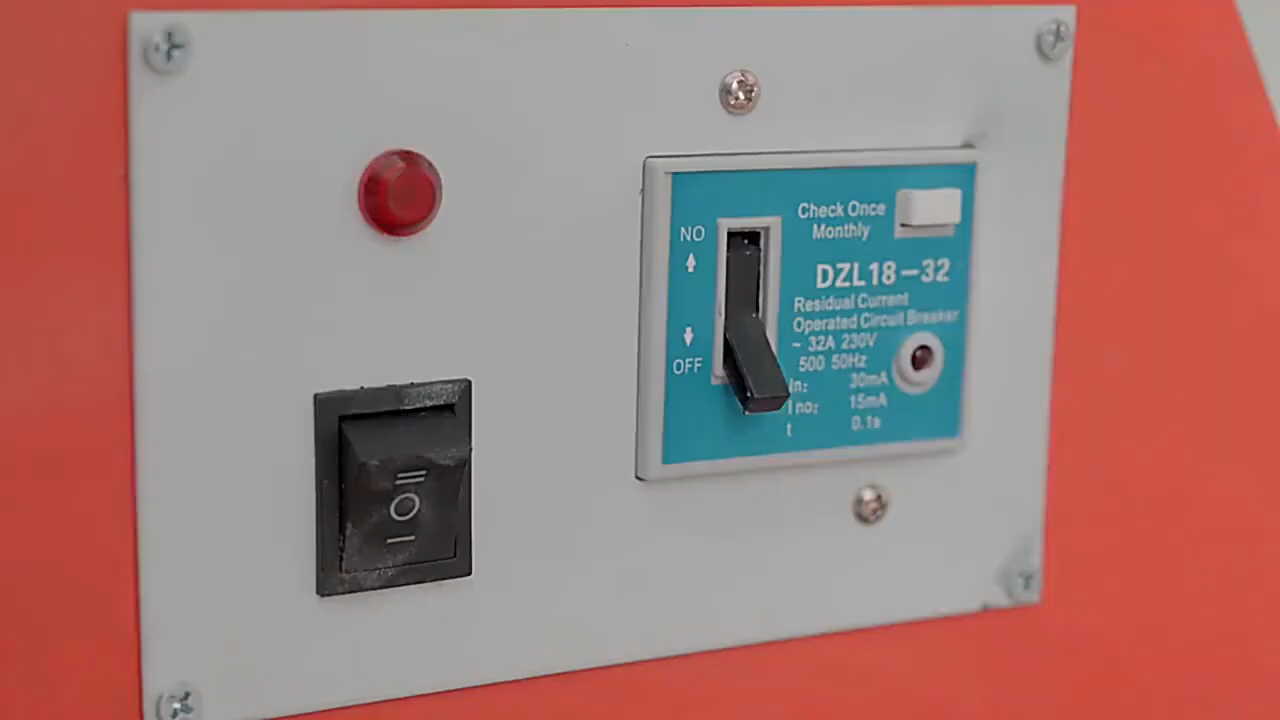 NO
OFF
Check Once
Monthly
DZL18-32
Residual Current
Operated Circuit Breaker
~ 32A 230V
500 50Hz
In: 30mA
I no: 15mA
t 0.1s
II
O
I